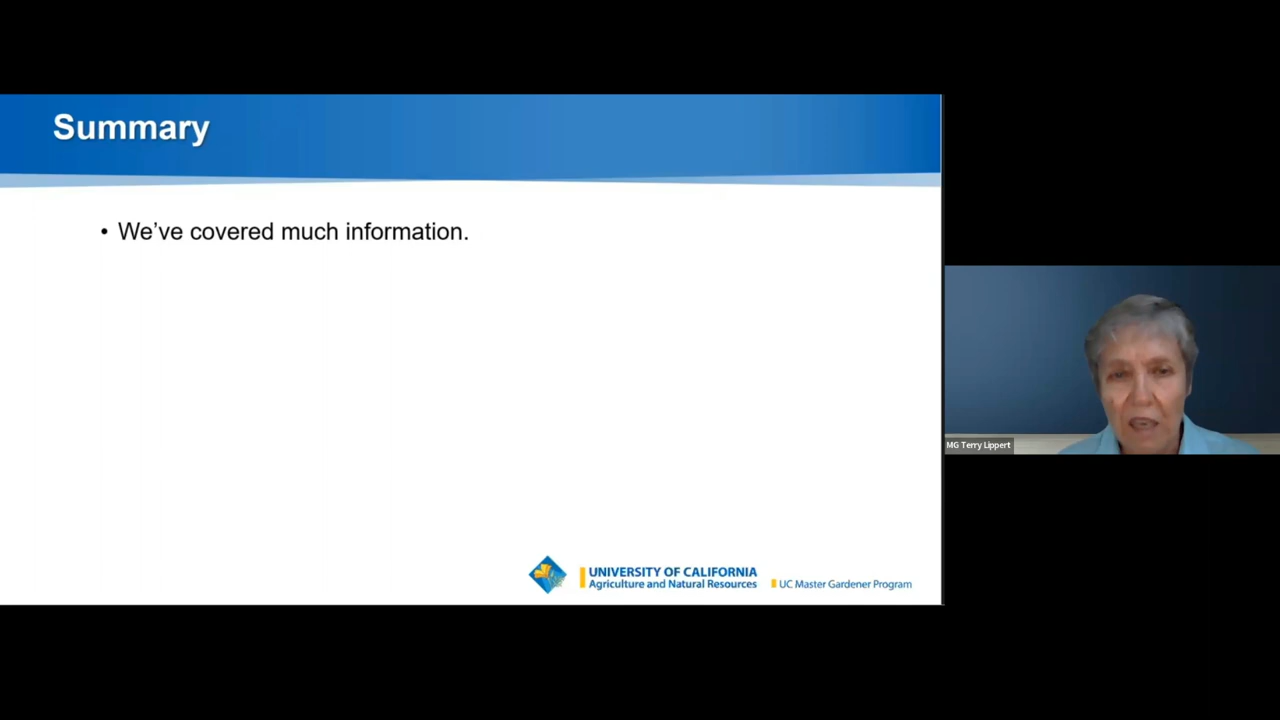 Summary
• We’ve covered much information.
MG Terry Lippert
UNIVERSITY OF CALIFORNIA
Agriculture and Natural Resources
UC Master Gardener Program